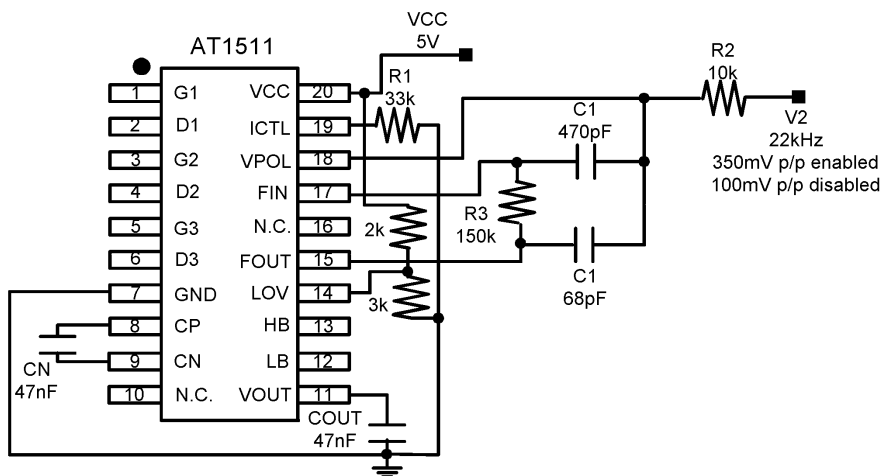 AT1511
VCC
5V
1 G1 VCC 20
2 D1 ICTL 19
3 G2 VPOL 18
4 D2 FIN 17
5 G3 N.C. 16
6 D3 FOUT 15
7 GND LOV 14
8 CP HB 13
9 CN LB 12
10 N.C. VOUT 11
R1
33k
C1
470pF
R2
10k
V2
22kHz
350mV p/p enabled
100mV p/p disabled
R3
150k
2k
C1
68pF
3k
CN
47nF
COUT
47nF